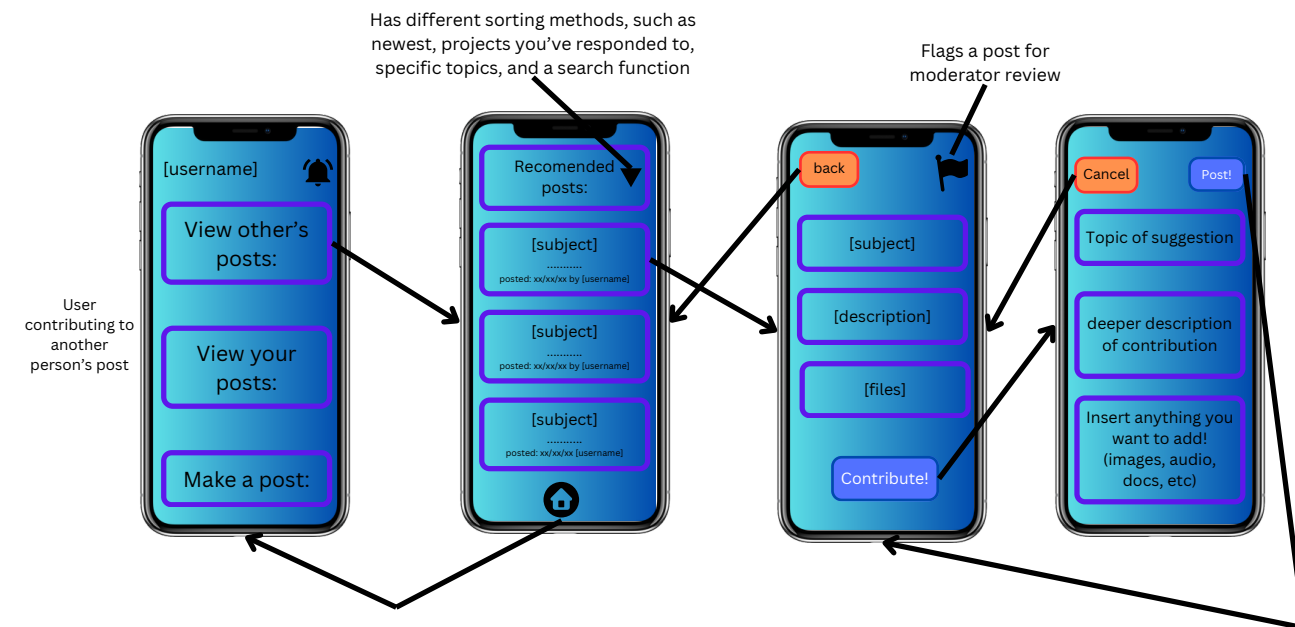 Has different sorting methods, such as
newest, projects you've responded to,
specific topics, and a search function
Flags a post for
moderator review
User
contributing to
another
person's post
[username]
View other's
posts:
View your
posts:
Make a post:
Recomended
posts:
[subject]
...........
posted: xx/xx/xx by [username]
[subject]
...........
posted: xx/xx/xx by [username]
[subject]
...........
posted: xx/xx/xx [username]
back
[subject]
[description]
[files]
Contribute!
Cancel
Post!
Topic of suggestion
deeper description
of contribution
Insert anything you
want to add!
(images, audio,
docs, etc)